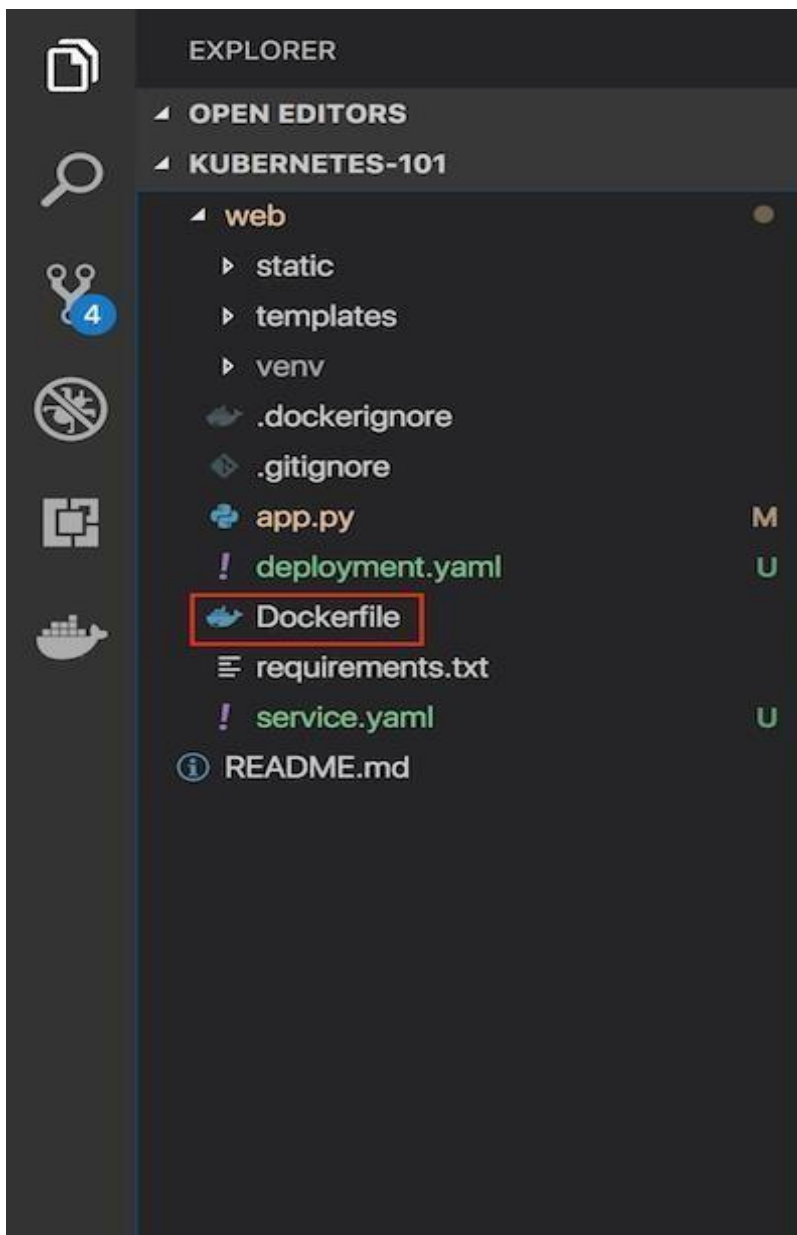 EXPLORER
OPEN EDITORS
KUBERNETES-101
web
static
templates
4
venv
.dockerignore
.gitignore
app.py M
deployment.yaml U
Dockerfile
requirements.txt
service.yaml U
README.md